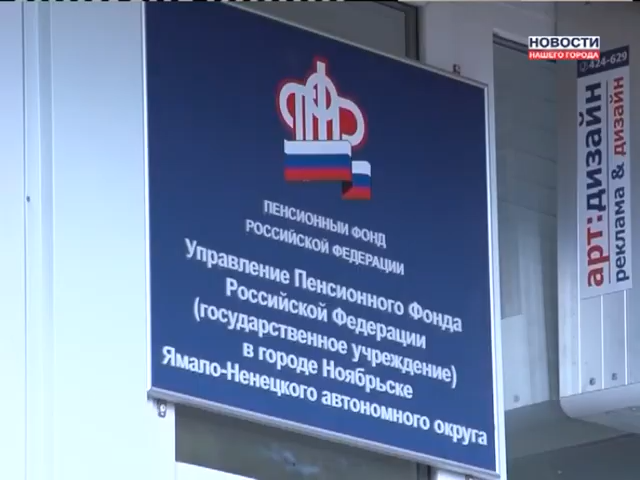 НОВОСТИ
НАШЕГО ГОРОДА
424-629
арт:дизайн
реклама & дизайн
ПЕНСИОННЫЙ ФОНД
РОССИЙСКОЙ ФЕДЕРАЦИИ
Управление Пенсионного Фонда
Российской Федерации
(государственное учреждение)
в городе Ноябрьске
Ямало-Ненецкого автономного округа